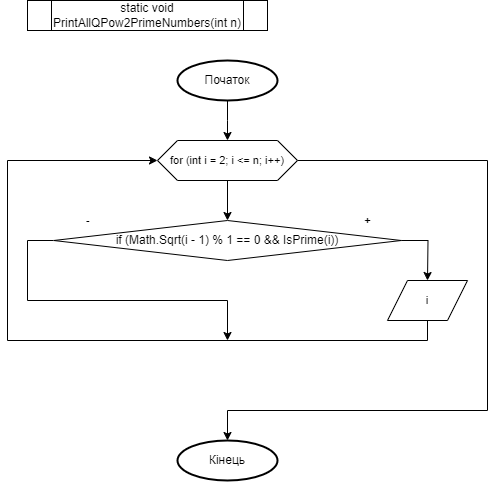 static void
PrintAllQPow2PrimeNumbers(int n)
Початок
for (int i = 2; i <= n; i++)
-
+
if (Math.Sqrt(i - 1) % 1 == 0 && IsPrime(i))
i
Кінець